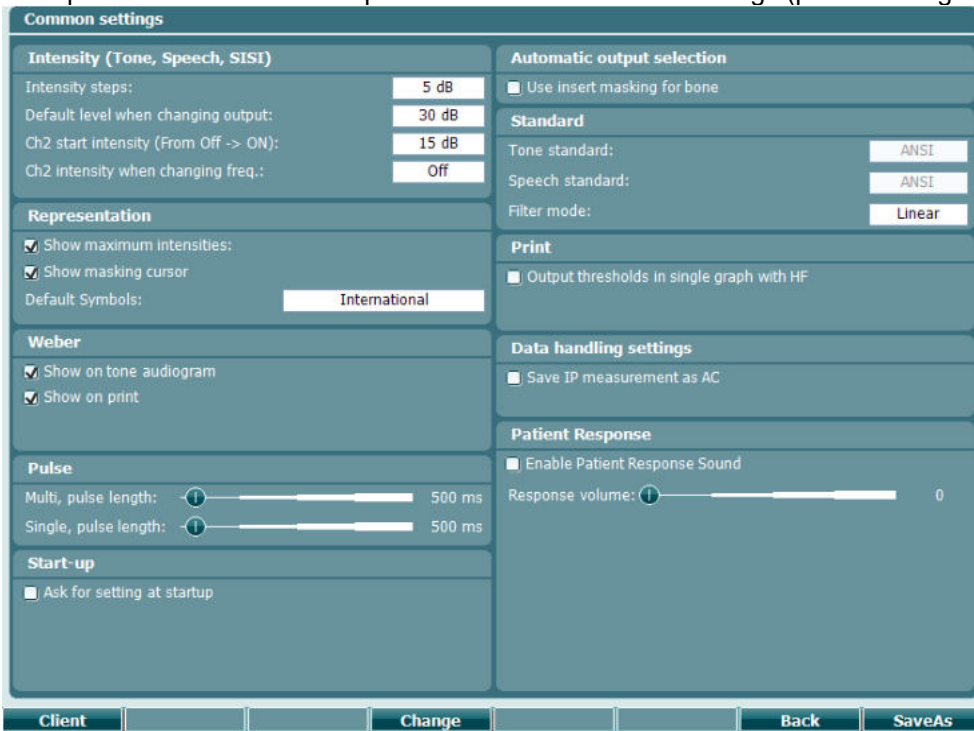 Common settings
Intensity (Tone, Speech, SISI)
Intensity steps: 5 dB
Default level when changing output: 30 dB
Ch2 start intensity (From Off -> ON): 15 dB
Ch2 intensity when changing freq.: Off
Representation
Show maximum intensities:
Show masking cursor
Default Symbols: International
Weber
Show on tone audiogram
Show on print
Pulse
Multi, pulse length: 500 ms
Single, pulse length: 500 ms
Start-up
Ask for setting at startup
Automatic output selection
Use insert masking for bone
Standard
Tone standard: ANSI
Speech standard: ANSI
Filter mode: Linear
Print
Output thresholds in single graph with HF
Data handling settings
Save IP measurement as AC
Patient Response
Enable Patient Response Sound
Response volume: 0
Client Change Back SaveAs